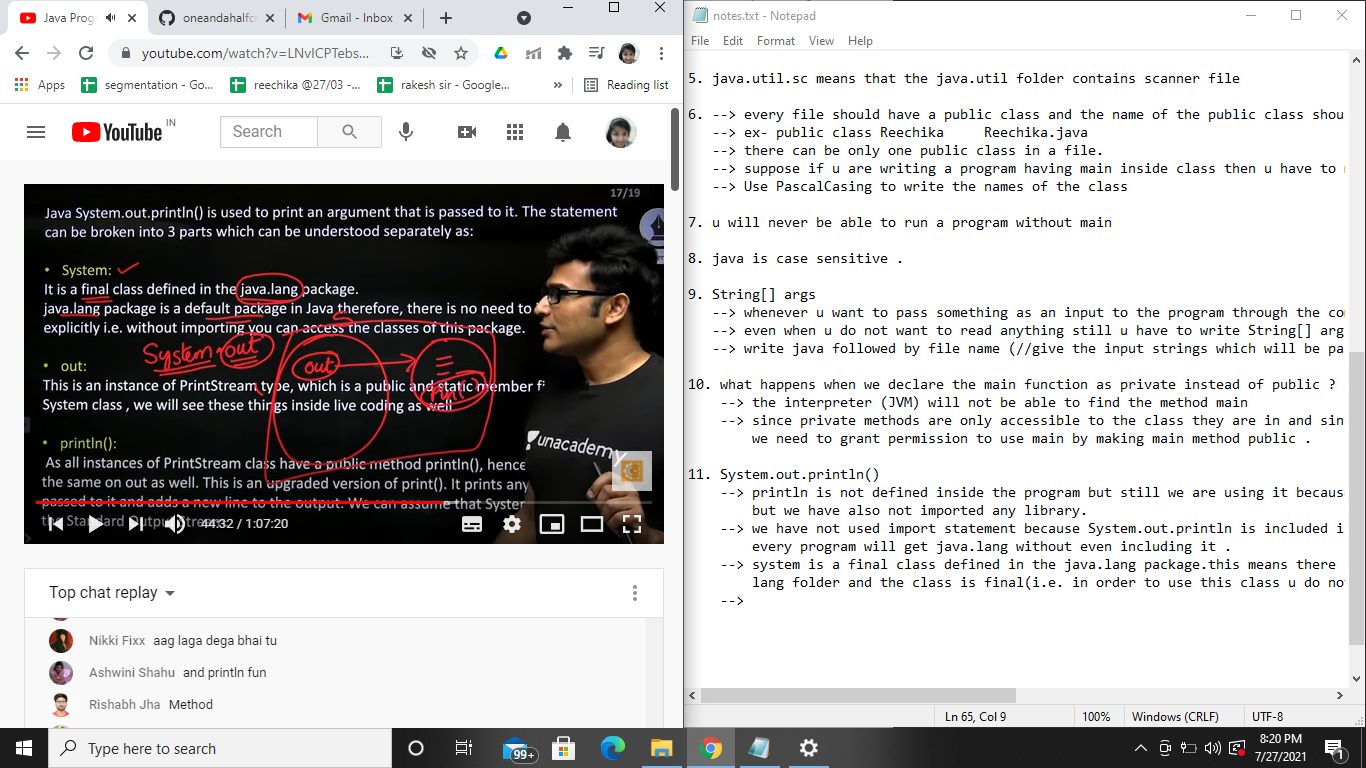 Java Prog
oneandahalfc
Gmail - Inbox
youtube.com/watch?v=LNvlCPTebs...
Apps
segmentation - Go...
reechika @27/03 -...
rakesh sir - Google...
»
Reading list
YouTube IN
Search
17/19
Java System.out.println() is used to print an argument that is passed to it. The statement
can be broken into 3 parts which can be understood separately as:
• System:
It is a final class defined in the java.lang package.
java.lang package is a default package in Java therefore, there is no need to
explicitly i.e. without importing you can access the classes of this package.
System.out
out
func
• out:
This is an instance of PrintStream type, which is a public and static member f
System class , we will see these things inside live coding as well
unacademy
• println():
As all instances of PrintStream class have a public method println(), hence
the same on out as well. This is an upgraded version of print(). It prints any
passed to it and adds a new line to the output. We can assume that System
the Standard Output Stream.
44:32 / 1:07:20
Top chat replay
Nikki Fixx aag laga dega bhai tu
Ashwini Shahu and println fun
Rishabh Jha Method
notes.txt - Notepad
File Edit Format View Help
5. java.util.sc means that the java.util folder contains scanner file
6. --> every file should have a public class and the name of the public class shou
--> ex- public class Reechika Reechika.java
--> there can be only one public class in a file.
--> suppose if u are writing a program having main inside class then u have to
--> Use PascalCasing to write the names of the class
7. u will never be able to run a program without main
8. java is case sensitive .
9. String[] args
--> whenever u want to pass something as an input to the program through the co
--> even when u do not want to read anything still u have to write String[] arg
--> write java followed by file name (//give the input strings which will be pa
10. what happens when we declare the main function as private instead of public ?
--> the interpreter (JVM) will not be able to find the method main
--> since private methods are only accessible to the class they are in and sin
we need to grant permission to use main by making main method public .
11. System.out.println()
--> println is not defined inside the program but still we are using it becaus
but we have also not imported any library.
--> we have not used import statement because System.out.println is included i
every program will get java.lang without even including it .
--> system is a final class defined in the java.lang package.this means there
lang folder and the class is final(i.e. in order to use this class u do no
-->
Ln 65, Col 9
100%
Windows (CRLF)
UTF-8
Type here to search
99+
8:20 PM
7/27/2021
1